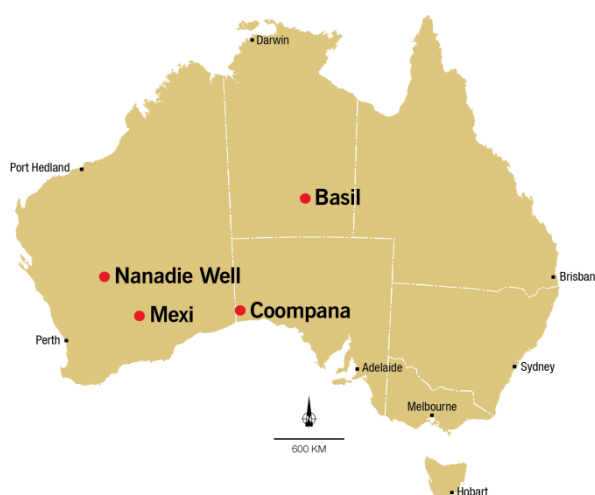 Darwin
Port Hedland
Basil
Nanadie Well
Brisban
Mexi
Coompana
Perth
Adelaide
Sydney
Melbourne
600 KM
Hobart